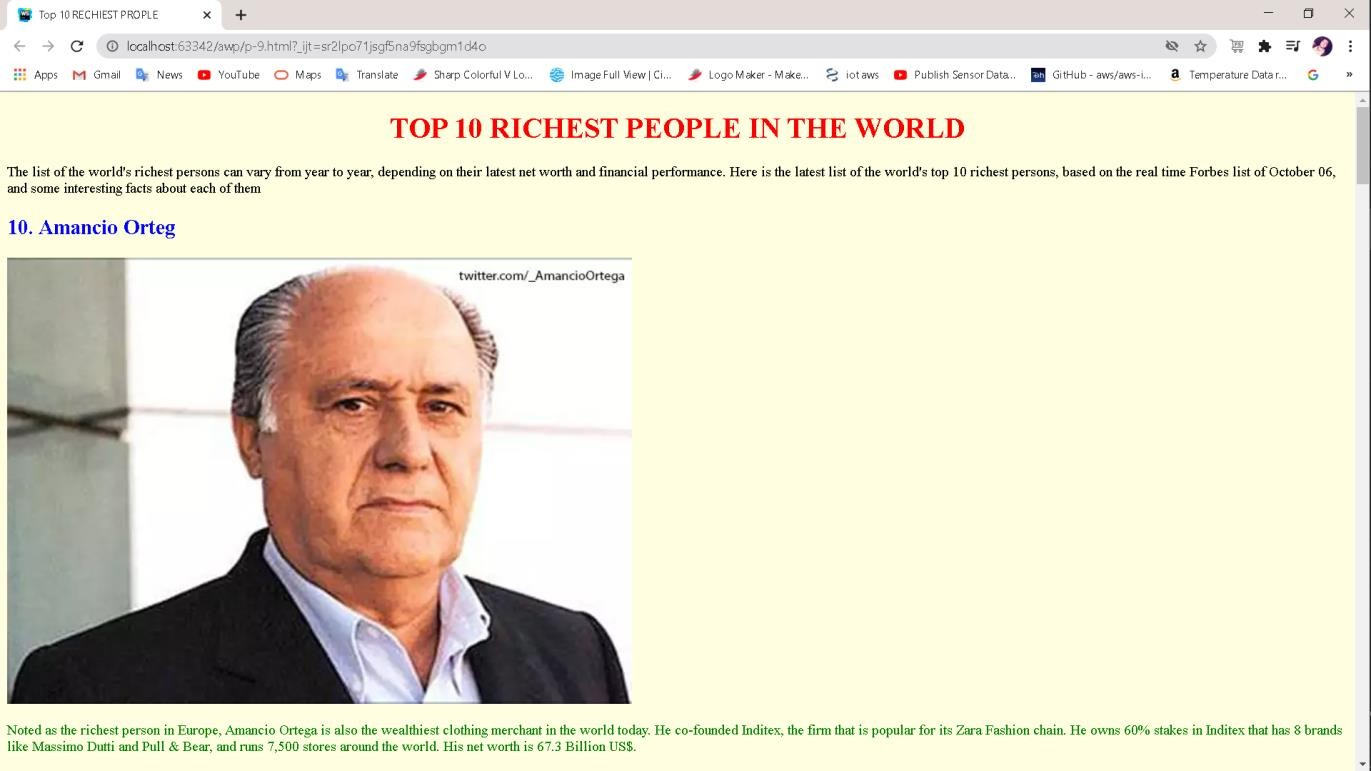 Top 10 RECHIEST PROPLE
localhost:63342/awp/p-9.html?_ijt=sr2lpo71jsgf5na9fsgbgm1d4o
Apps Gmail News YouTube Maps Translate Sharp Colorful V Lo... Image Full View | Ci... Logo Maker - Make... iot aws Publish Sensor Data... GitHub - aws/aws-i... Temperature Data r... »
TOP 10 RICHEST PEOPLE IN THE WORLD
The list of the world's richest persons can vary from year to year, depending on their latest net worth and financial performance. Here is the latest list of the world's top 10 richest persons, based on the real time Forbes list of October 06,
and some interesting facts about each of them
10. Amancio Orteg
twitter.com/_AmancioOrtega
Noted as the richest person in Europe, Amancio Ortega is also the wealthiest clothing merchant in the world today. He co-founded Inditex, the firm that is popular for its Zara Fashion chain. He owns 60% stakes in Inditex that has 8 brands
like Massimo Dutti and Pull & Bear, and runs 7,500 stores around the world. His net worth is 67.3 Billion US$.